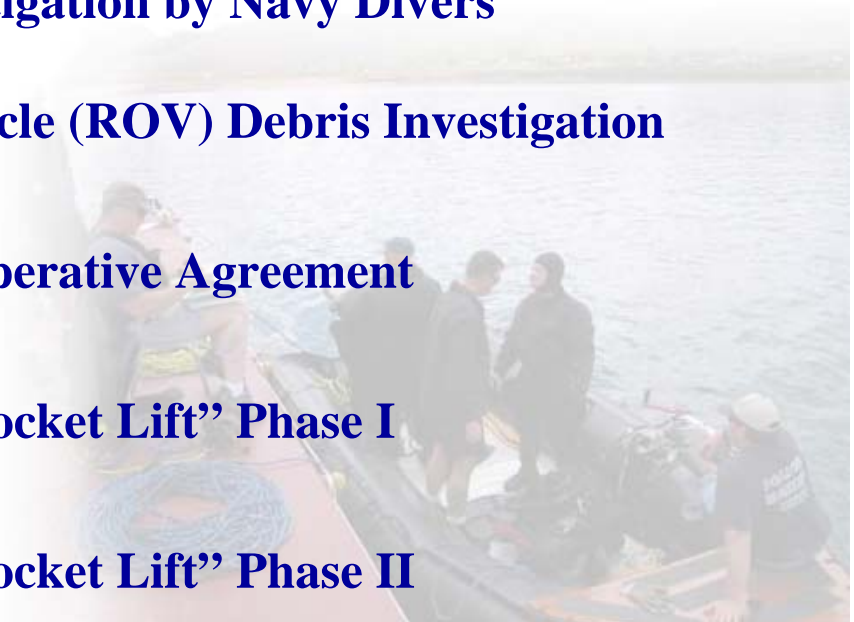 igation by Navy Divers
cle (ROV) Debris Investigation
perative Agreement
ocket Lift” Phase I
ocket Lift” Phase II